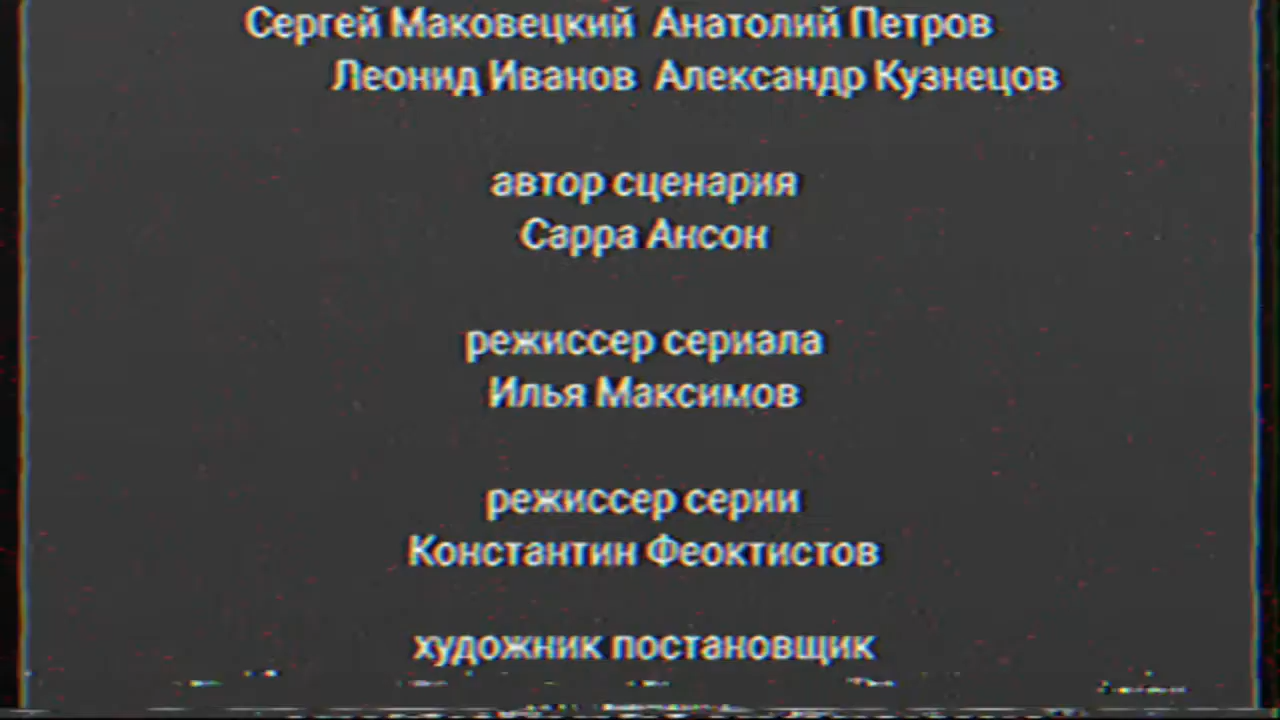 Сергей Маковецкий Анатолий Петров
Леонид Иванов Александр Кузнецов
автор сценария
Сарра Ансон
режиссер сериала
Илья Максимов
режиссер серии
Константин Феоктистов
художник постановщик